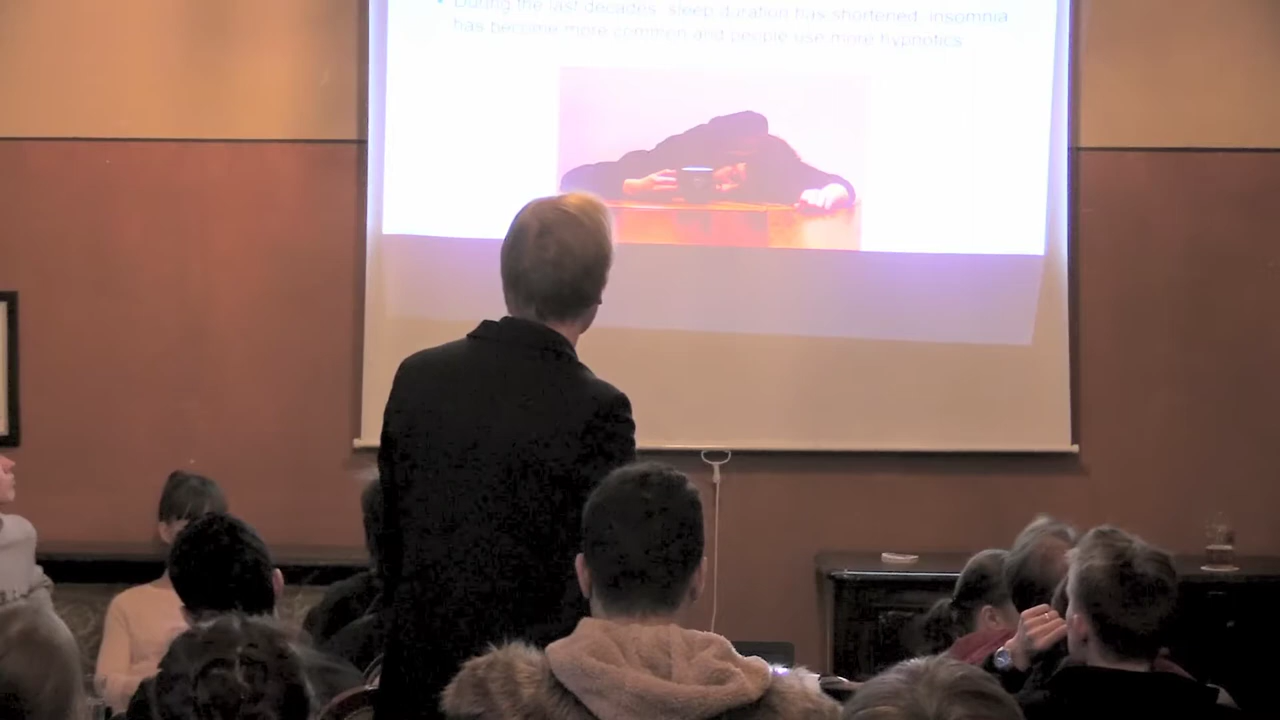 During the last decades, sleep duration has shortened, insomnia
has become more common and people use more hypnotics